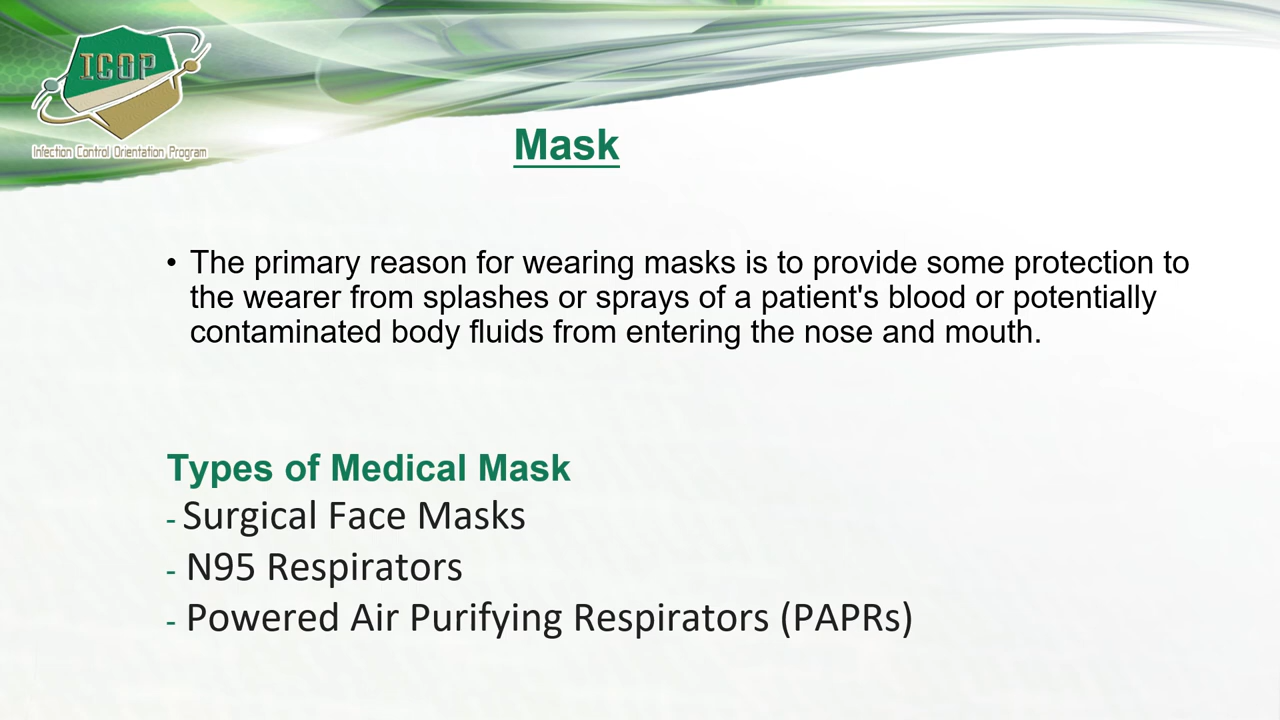 ICOP
Infection Control Orientation Program
Mask
• The primary reason for wearing masks is to provide some protection to
the wearer from splashes or sprays of a patient's blood or potentially
contaminated body fluids from entering the nose and mouth.
Types of Medical Mask
- Surgical Face Masks
- N95 Respirators
- Powered Air Purifying Respirators (PAPRs)